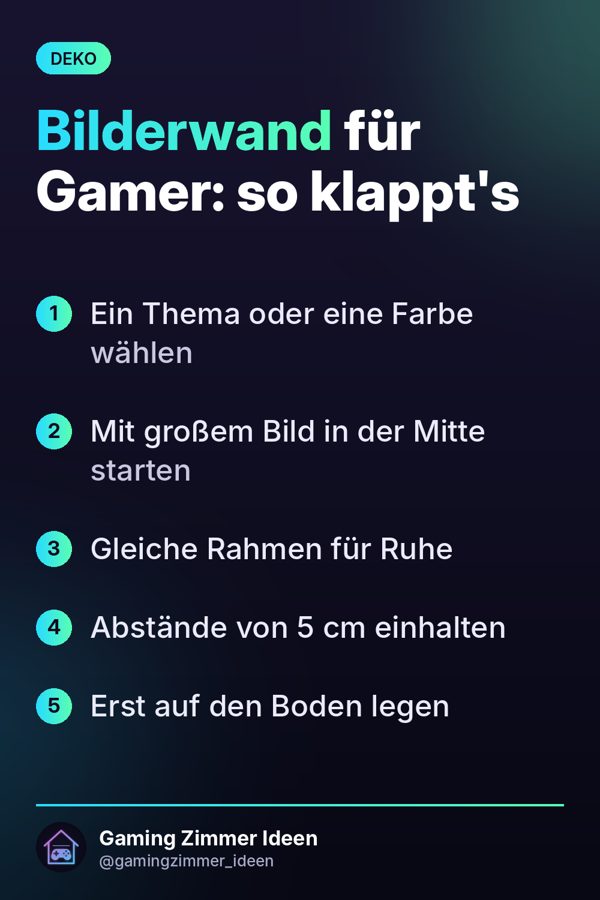 DEKO
Bilderwand für
Gamer: so klappt's
1 Ein Thema oder eine Farbe
wählen
2 Mit großem Bild in der Mitte
starten
3 Gleiche Rahmen für Ruhe
4 Abstände von 5 cm einhalten
5 Erst auf den Boden legen
Gaming Zimmer Ideen
@gamingzimmer_ideen